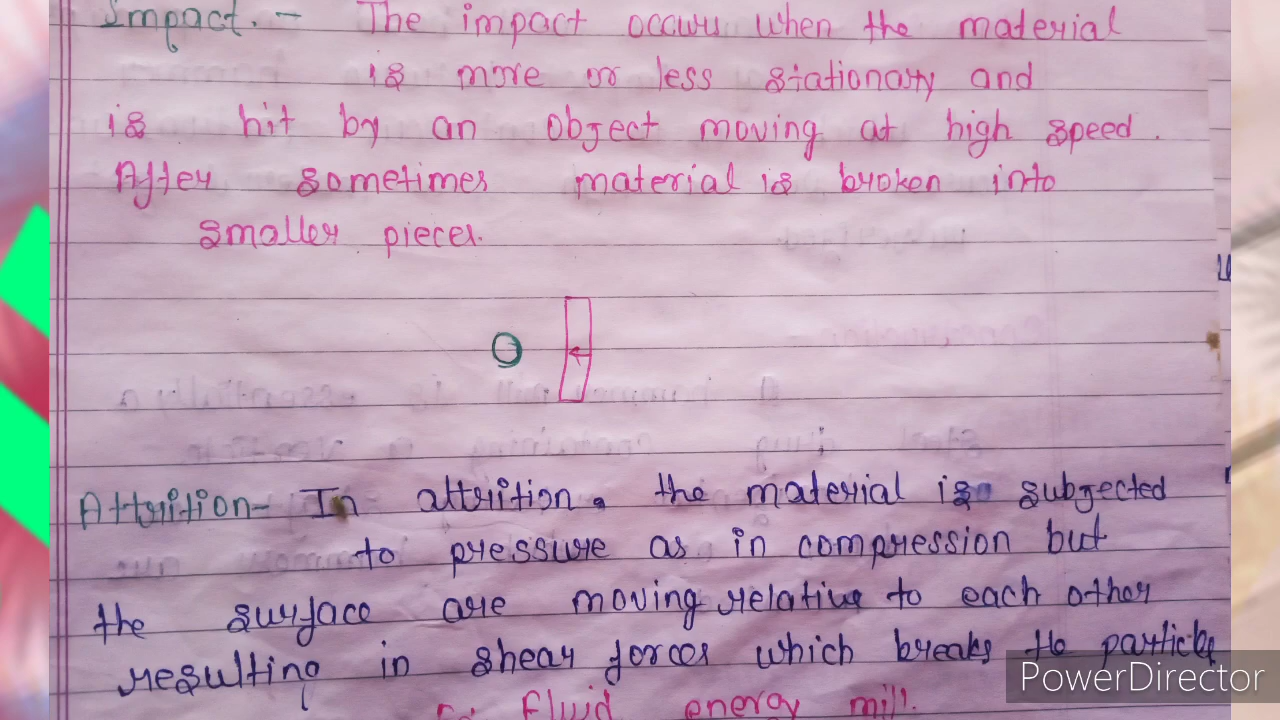 Impact. - The impact occurs when the material
is more or less stationary and
is hit by an object moving at high speed.
After sometimes material is broken into
smaller pieces.
Attrition- In attrition. the material is subjected
to pressure as in compression but
the surface are moving relative to each other
resulting in shear forces which breaks the particles
fluid energy mill.
PowerDirector